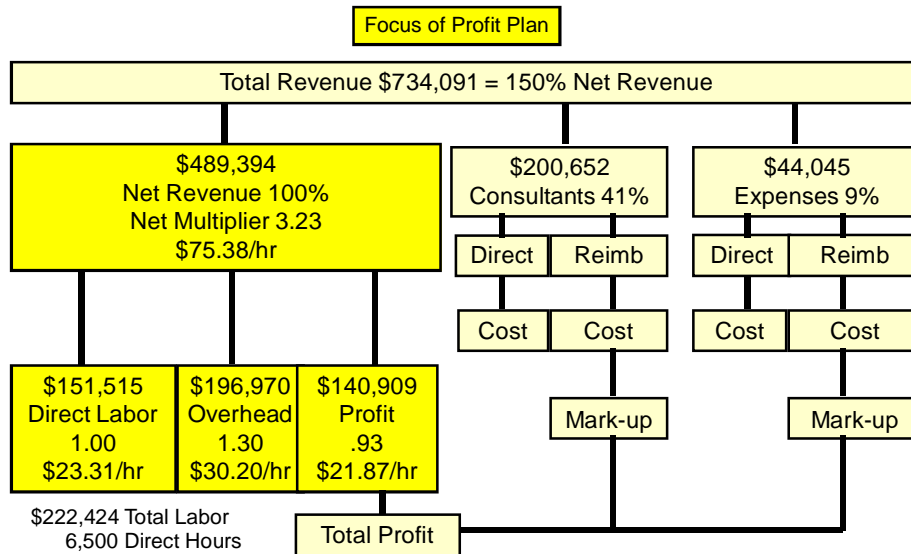 Focus of Profit Plan
Total Revenue $734,091 = 150% Net Revenue
$489,394
Net Revenue 100%
Net Multiplier 3.23
$75.38/hr
$200,652
Consultants 41%
$44,045
Expenses 9%
Direct
Reimb
Direct
Reimb
Cost
Cost
Cost
Cost
$151,515
Direct Labor
1.00
$23.31/hr
$196,970
Overhead
1.30
$30.20/hr
$140,909
Profit
.93
$21.87/hr
Mark-up
Mark-up
$222,424 Total Labor
6,500 Direct Hours
Total Profit